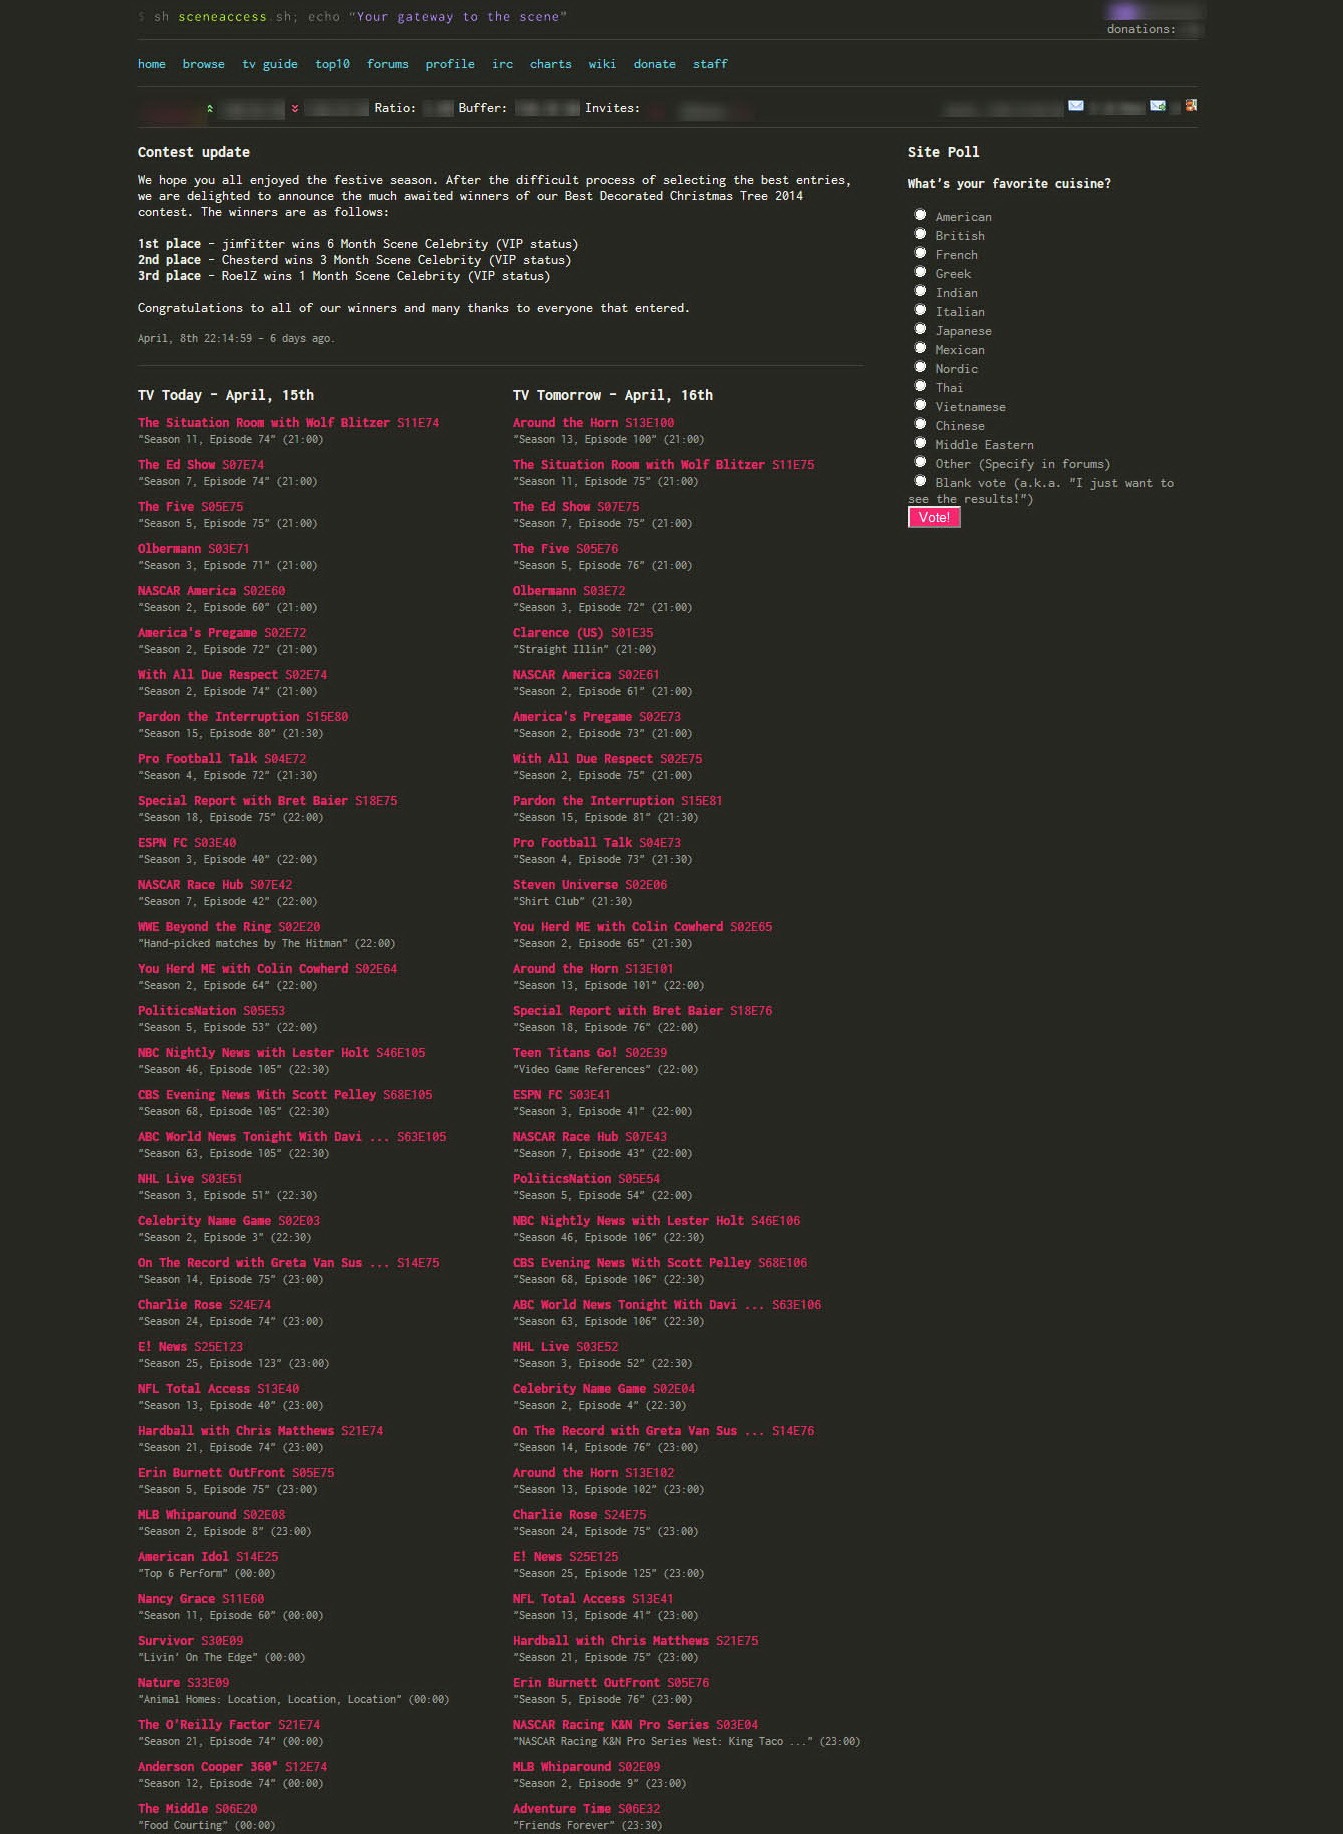 $ sh sceneaccess.sh; echo "Your gateway to the scene"
donations:
home browse tv guide top10 forums profile irc charts wiki donate staff
Ratio: Buffer: Invites:
Contest update
We hope you all enjoyed the festive season. After the difficult process of selecting the best entries,
we are delighted to announce the much awaited winners of our Best Decorated Christmas Tree 2014
contest. The winners are as follows:
1st place - jimfitter wins 6 Month Scene Celebrity (VIP status)
2nd place - Chesterd wins 3 Month Scene Celebrity (VIP status)
3rd place - RoelZ wins 1 Month Scene Celebrity (VIP status)
Congratulations to all of our winners and many thanks to everyone that entered.
April, 8th 22:14:59 - 6 days ago.
TV Today - April, 15th
The Situation Room with Wolf Blitzer S11E74
"Season 11, Episode 74" (21:00)
The Ed Show S07E74
"Season 7, Episode 74" (21:00)
The Five S05E75
"Season 5, Episode 75" (21:00)
Olbermann S03E71
"Season 3, Episode 71" (21:00)
NASCAR America S02E60
"Season 2, Episode 60" (21:00)
America's Pregame S02E72
"Season 2, Episode 72" (21:00)
With All Due Respect S02E74
"Season 2, Episode 74" (21:00)
Pardon the Interruption S15E80
"Season 15, Episode 80" (21:30)
Pro Football Talk S04E72
"Season 4, Episode 72" (21:30)
Special Report with Bret Baier S18E75
"Season 18, Episode 75" (22:00)
ESPN FC S03E40
"Season 3, Episode 40" (22:00)
NASCAR Race Hub S07E42
"Season 7, Episode 42" (22:00)
WWE Beyond the Ring S02E20
"Hand-picked matches by The Hitman" (22:00)
You Herd ME with Colin Cowherd S02E64
"Season 2, Episode 64" (22:00)
PoliticsNation S05E53
"Season 5, Episode 53" (22:00)
NBC Nightly News with Lester Holt S46E105
"Season 46, Episode 105" (22:30)
CBS Evening News With Scott Pelley S68E105
"Season 68, Episode 105" (22:30)
ABC World News Tonight With Davi ... S63E105
"Season 63, Episode 105" (22:30)
NHL Live S03E51
"Season 3, Episode 51" (22:30)
Celebrity Name Game S02E03
"Season 2, Episode 3" (22:30)
On The Record with Greta Van Sus ... S14E75
"Season 14, Episode 75" (23:00)
Charlie Rose S24E74
"Season 24, Episode 74" (23:00)
E! News S25E123
"Season 25, Episode 123" (23:00)
NFL Total Access S13E40
"Season 13, Episode 40" (23:00)
Hardball with Chris Matthews S21E74
"Season 21, Episode 74" (23:00)
Erin Burnett OutFront S05E75
"Season 5, Episode 75" (23:00)
MLB Whiparound S02E08
"Season 2, Episode 8" (23:00)
American Idol S14E25
"Top 6 Perform" (00:00)
Nancy Grace S11E60
"Season 11, Episode 60" (00:00)
Survivor S30E09
"Livin' On The Edge" (00:00)
Nature S33E09
"Animal Homes: Location, Location, Location" (00:00)
The O'Reilly Factor S21E74
"Season 21, Episode 74" (00:00)
Anderson Cooper 360° S12E74
"Season 12, Episode 74" (00:00)
The Middle S06E20
"Food Courting" (00:00)
TV Tomorrow - April, 16th
Around the Horn S13E100
"Season 13, Episode 100" (21:00)
The Situation Room with Wolf Blitzer S11E75
"Season 11, Episode 75" (21:00)
The Ed Show S07E75
"Season 7, Episode 75" (21:00)
The Five S05E76
"Season 5, Episode 76" (21:00)
Olbermann S03E72
"Season 3, Episode 72" (21:00)
Clarence (US) S01E35
"Straight Illin" (21:00)
NASCAR America S02E61
"Season 2, Episode 61" (21:00)
America's Pregame S02E73
"Season 2, Episode 73" (21:00)
With All Due Respect S02E75
"Season 2, Episode 75" (21:00)
Pardon the Interruption S15E81
"Season 15, Episode 81" (21:30)
Pro Football Talk S04E73
"Season 4, Episode 73" (21:30)
Steven Universe S02E06
"Shirt Club" (21:30)
You Herd ME with Colin Cowherd S02E65
"Season 2, Episode 65" (21:30)
Around the Horn S13E101
"Season 13, Episode 101" (22:00)
Special Report with Bret Baier S18E76
"Season 18, Episode 76" (22:00)
Teen Titans Go! S02E39
"Video Game References" (22:00)
ESPN FC S03E41
"Season 3, Episode 41" (22:00)
NASCAR Race Hub S07E43
"Season 7, Episode 43" (22:00)
PoliticsNation S05E54
"Season 5, Episode 54" (22:00)
NBC Nightly News with Lester Holt S46E106
"Season 46, Episode 106" (22:30)
CBS Evening News With Scott Pelley S68E106
"Season 68, Episode 106" (22:30)
ABC World News Tonight With Davi ... S63E106
"Season 63, Episode 106" (22:30)
NHL Live S03E52
"Season 3, Episode 52" (22:30)
Celebrity Name Game S02E04
"Season 2, Episode 4" (22:30)
On The Record with Greta Van Sus ... S14E76
"Season 14, Episode 76" (23:00)
Around the Horn S13E102
"Season 13, Episode 102" (23:00)
Charlie Rose S24E75
"Season 24, Episode 75" (23:00)
E! News S25E125
"Season 25, Episode 125" (23:00)
NFL Total Access S13E41
"Season 13, Episode 41" (23:00)
Hardball with Chris Matthews S21E75
"Season 21, Episode 75" (23:00)
Erin Burnett OutFront S05E76
"Season 5, Episode 76" (23:00)
NASCAR Racing K&N Pro Series S03E04
"NASCAR Racing K&N Pro Series West: King Taco ..." (23:00)
MLB Whiparound S02E09
"Season 2, Episode 9" (23:00)
Adventure Time S06E32
"Friends Forever" (23:30)
Site Poll
What's your favorite cuisine?
American
British
French
Greek
Indian
Italian
Japanese
Mexican
Nordic
Thai
Vietnamese
Chinese
Middle Eastern
Other (Specify in forums)
Blank vote (a.k.a. "I just want to
see the results!")
Vote!